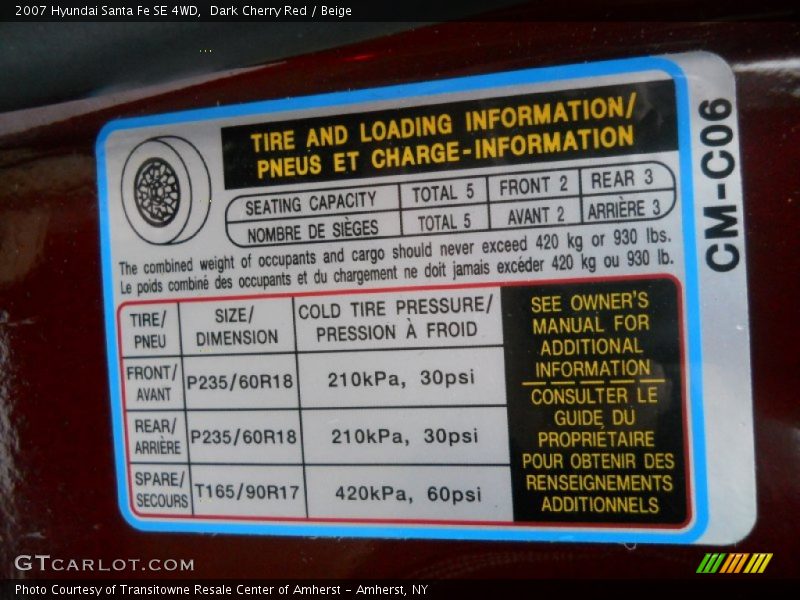 2007 Hyundai Santa Fe SE 4WD,  Dark Cherry Red / Beige
TIRE AND LOADING INFORMATION/
PNEUS ET CHARGE-INFORMATION
SEATING CAPACITY TOTAL 5 FRONT 2 REAR 3
NOMBRE DE SIÈGES TOTAL 5 AVANT 2 ARRIÈRE 3
The combined weight of occupants and cargo should never exceed 420 kg or 930 lbs.
Le poids combiné des occupants et du chargement ne doit jamais excéder 420 kg ou 930 lb.
TIRE/
PNEU
SIZE/
DIMENSION
COLD TIRE PRESSURE/
PRESSION À FROID
FRONT/
AVANT
P235/60R18
210kPa, 30psi
REAR/
ARRIÈRE
P235/60R18
210kPa, 30psi
SPARE/
SECOURS
T165/90R17
420kPa, 60psi
SEE OWNER'S
MANUAL FOR
ADDITIONAL
INFORMATION
CONSULTER LE
GUIDE DU
PROPRIÉTAIRE
POUR OBTENIR DES
RENSEIGNEMENTS
ADDITIONNELS
CM-C06
GTCARLOT.COM
Photo Courtesy of Transitowne Resale Center of Amherst - Amherst, NY